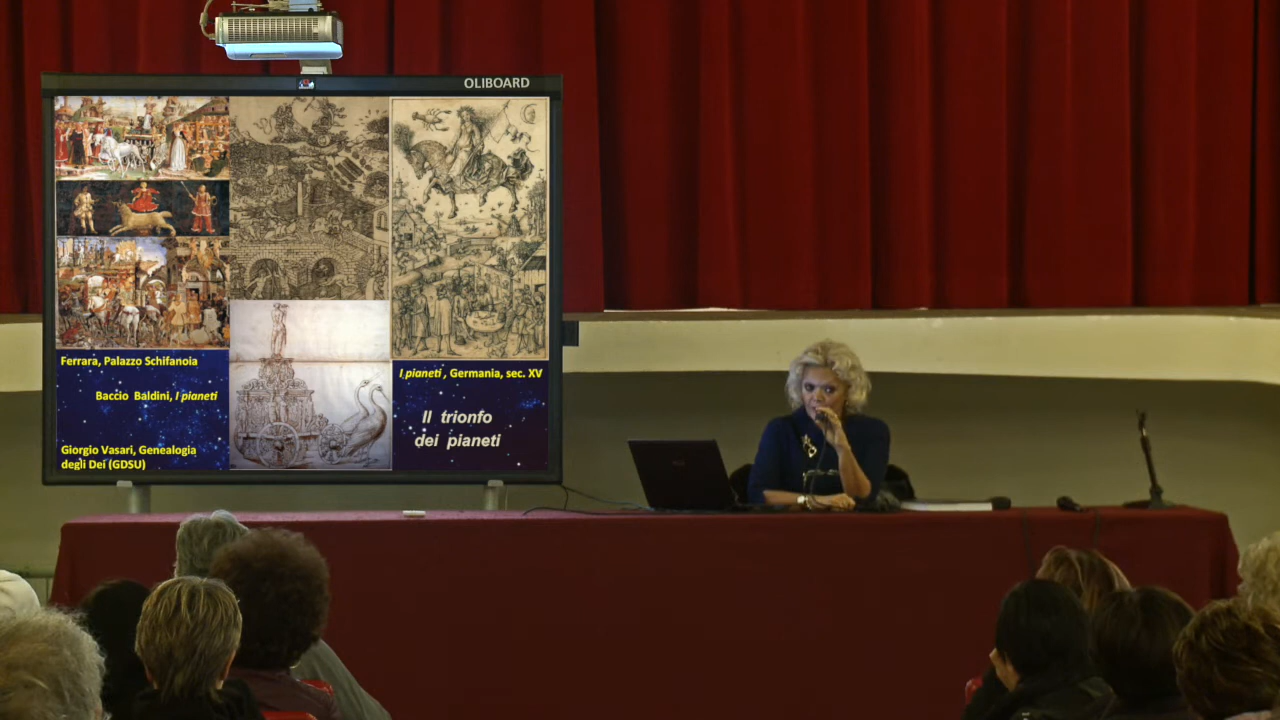 OLIBOARD
Ferrara, Palazzo Schifanoia
Baccio Baldini, I pianeti
Giorgio Vasari, Genealogia
degli Dei (GDSU)
I pianeti , Germania, sec. XV
Il trionfo
dei pianeti